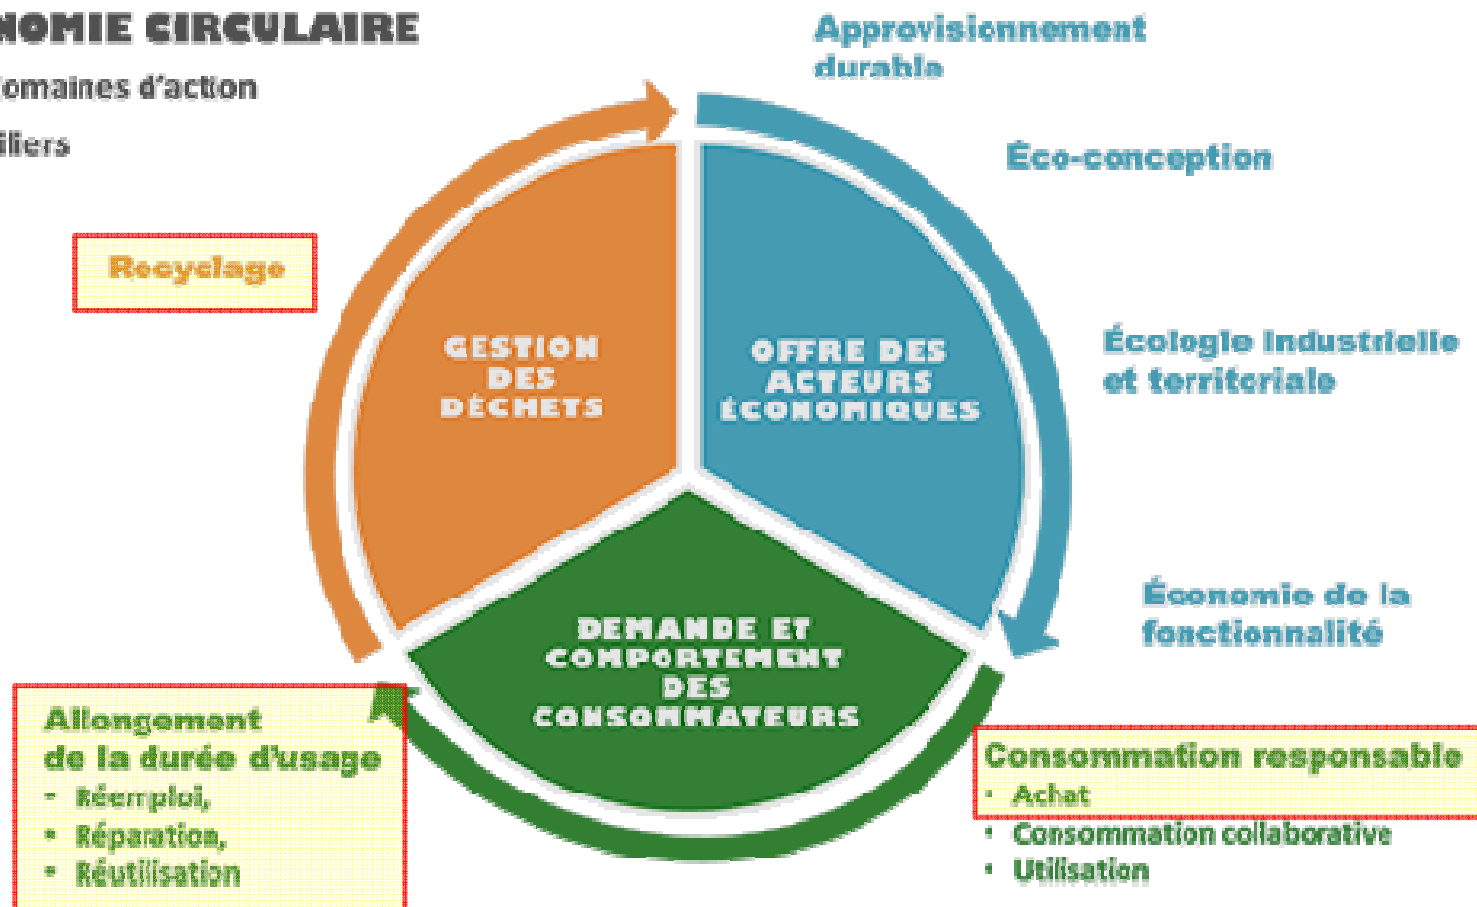 NOMIE CIRCULAIRE
omaines d'action
iliers
Approvisionnement
durable
Éco-conception
Écologie industrielle
et territoriale
Économie de la
fonctionnalité
Recyclage
GESTION
DES
DÉCHETS
OFFRE DES
ACTEURS
ÉCONOMIQUES
DEMANDE ET
COMPORTEMENT
DES
CONSOMMATEURS
Allongement
de la durée d'usage
- Réemploi,
• Réparation,
• Réutilisation
Consommation responsable
• Achat
• Consommation collaborative
• Utilisation